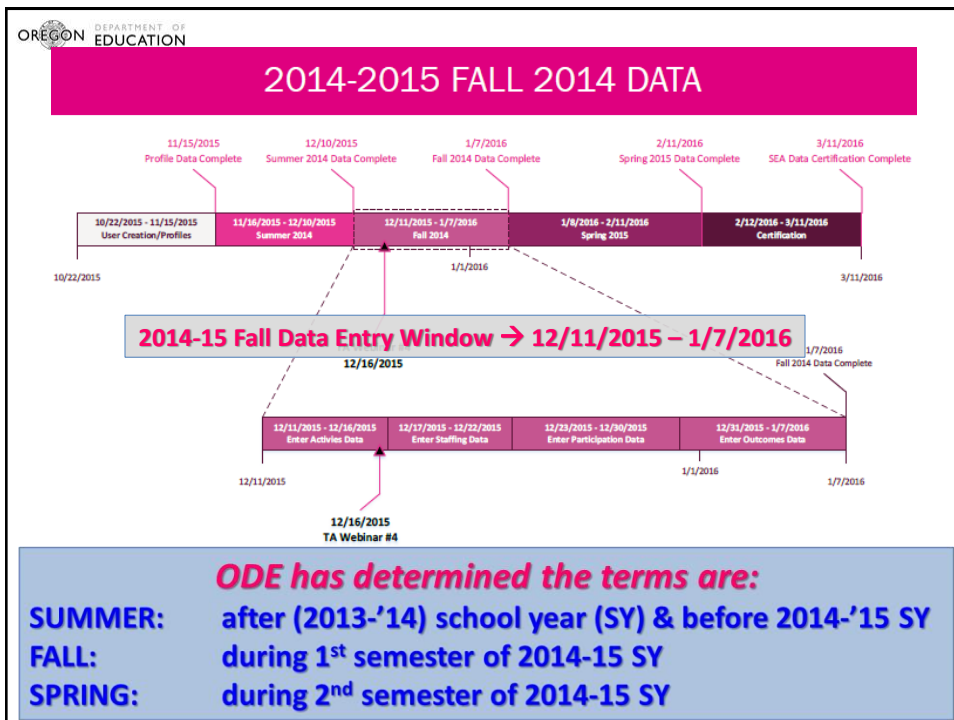 OREGON DEPARTMENT OF EDUCATION
2014-2015 FALL 2014 DATA
11/15/2015
Profile Data Complete
12/10/2015
Summer 2014 Data Complete
1/7/2016
Fall 2014 Data Complete
2/11/2016
Spring 2015 Data Complete
3/11/2016
SEA Data Certification Complete
10/22/2015 - 11/15/2015
User Creation/Profiles
11/16/2015 - 12/10/2015
Summer 2014
12/11/2015 - 1/7/2016
Fall 2014
1/8/2016 - 2/11/2016
Spring 2015
2/12/2016 - 3/11/2016
Certification
10/22/2015
1/1/2016
3/11/2016
2014-15 Fall Data Entry Window → 12/11/2015 – 1/7/2016
12/16/2015
1/7/2016
Fall 2014 Data Complete
12/11/2015 - 12/16/2015
Enter Activies Data
12/17/2015 - 12/22/2015
Enter Staffing Data
12/23/2015 - 12/30/2015
Enter Participation Data
12/31/2015 - 1/7/2016
Enter Outcomes Data
12/11/2015
1/1/2016
1/7/2016
12/16/2015
TA Webinar #4
ODE has determined the terms are:
SUMMER: after (2013-’14) school year (SY) & before 2014-’15 SY
FALL: during 1st semester of 2014-15 SY
SPRING: during 2nd semester of 2014-15 SY